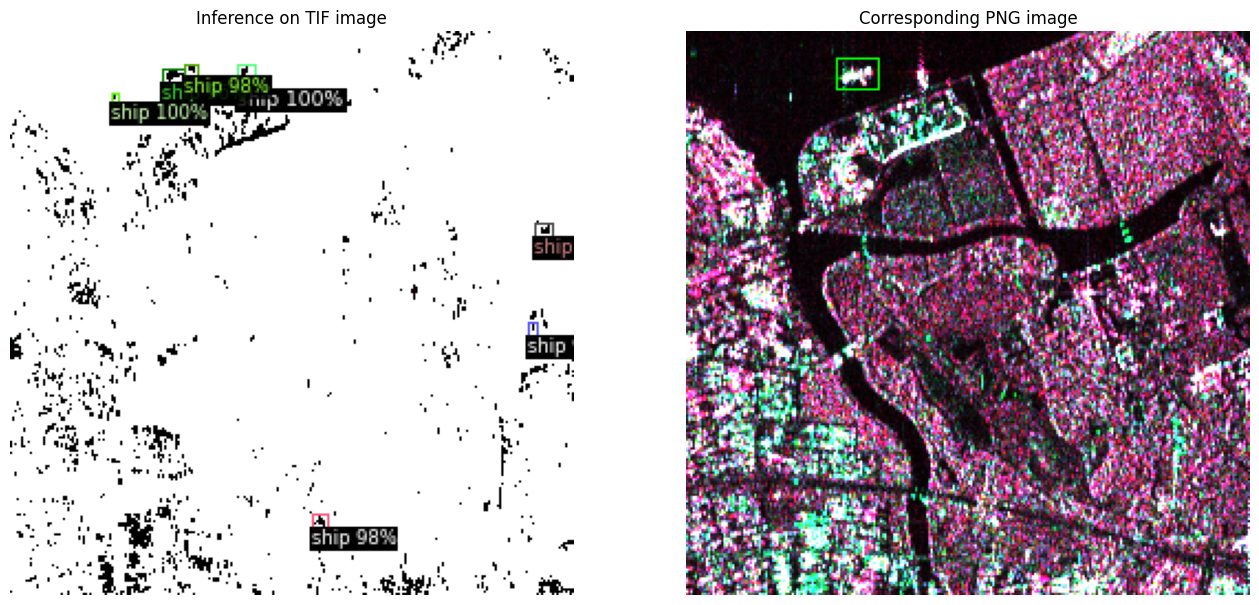 Inference on TIF image
Corresponding PNG image
ship 98%
ship 100%
ship 100%
ship
ship
ship 98%